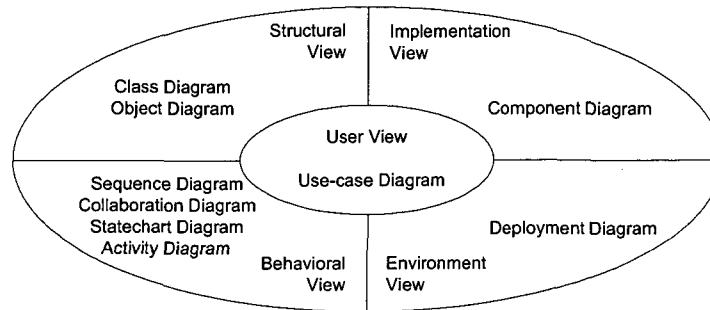 Structural
View
Implementation
View
Class Diagram
Object Diagram
Component Diagram
User View
Use-case Diagram
Sequence Diagram
Collaboration Diagram
Statechart Diagram
Activity Diagram
Deployment Diagram
Behavioral
View
Environment
View